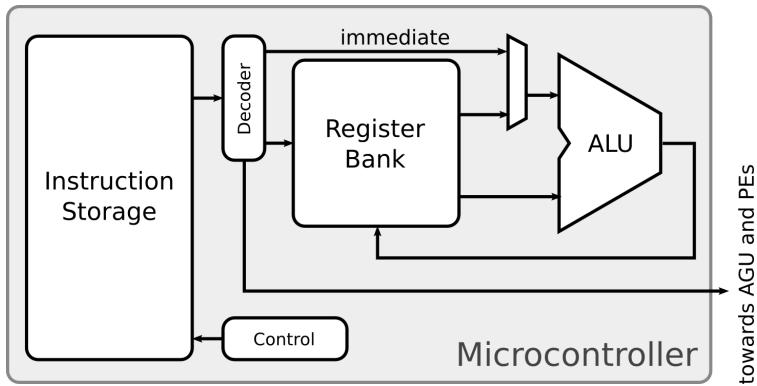 immediate
Decoder
Register
Bank
ALU
Instruction
Storage
Control
Microcontroller
towards AGU and PEs